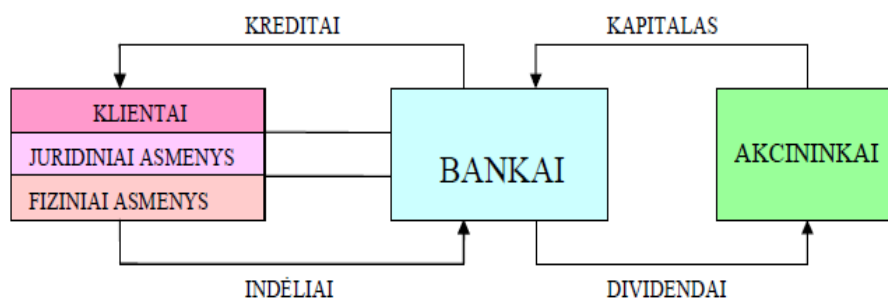 KREDITAI
KAPITALAS
KLIENTAI
JURIDINIAI ASMENYS
FIZINIAI ASMENYS
BANKAI
AKCININKAI
INDĖLIAI
DIVIDENDAI